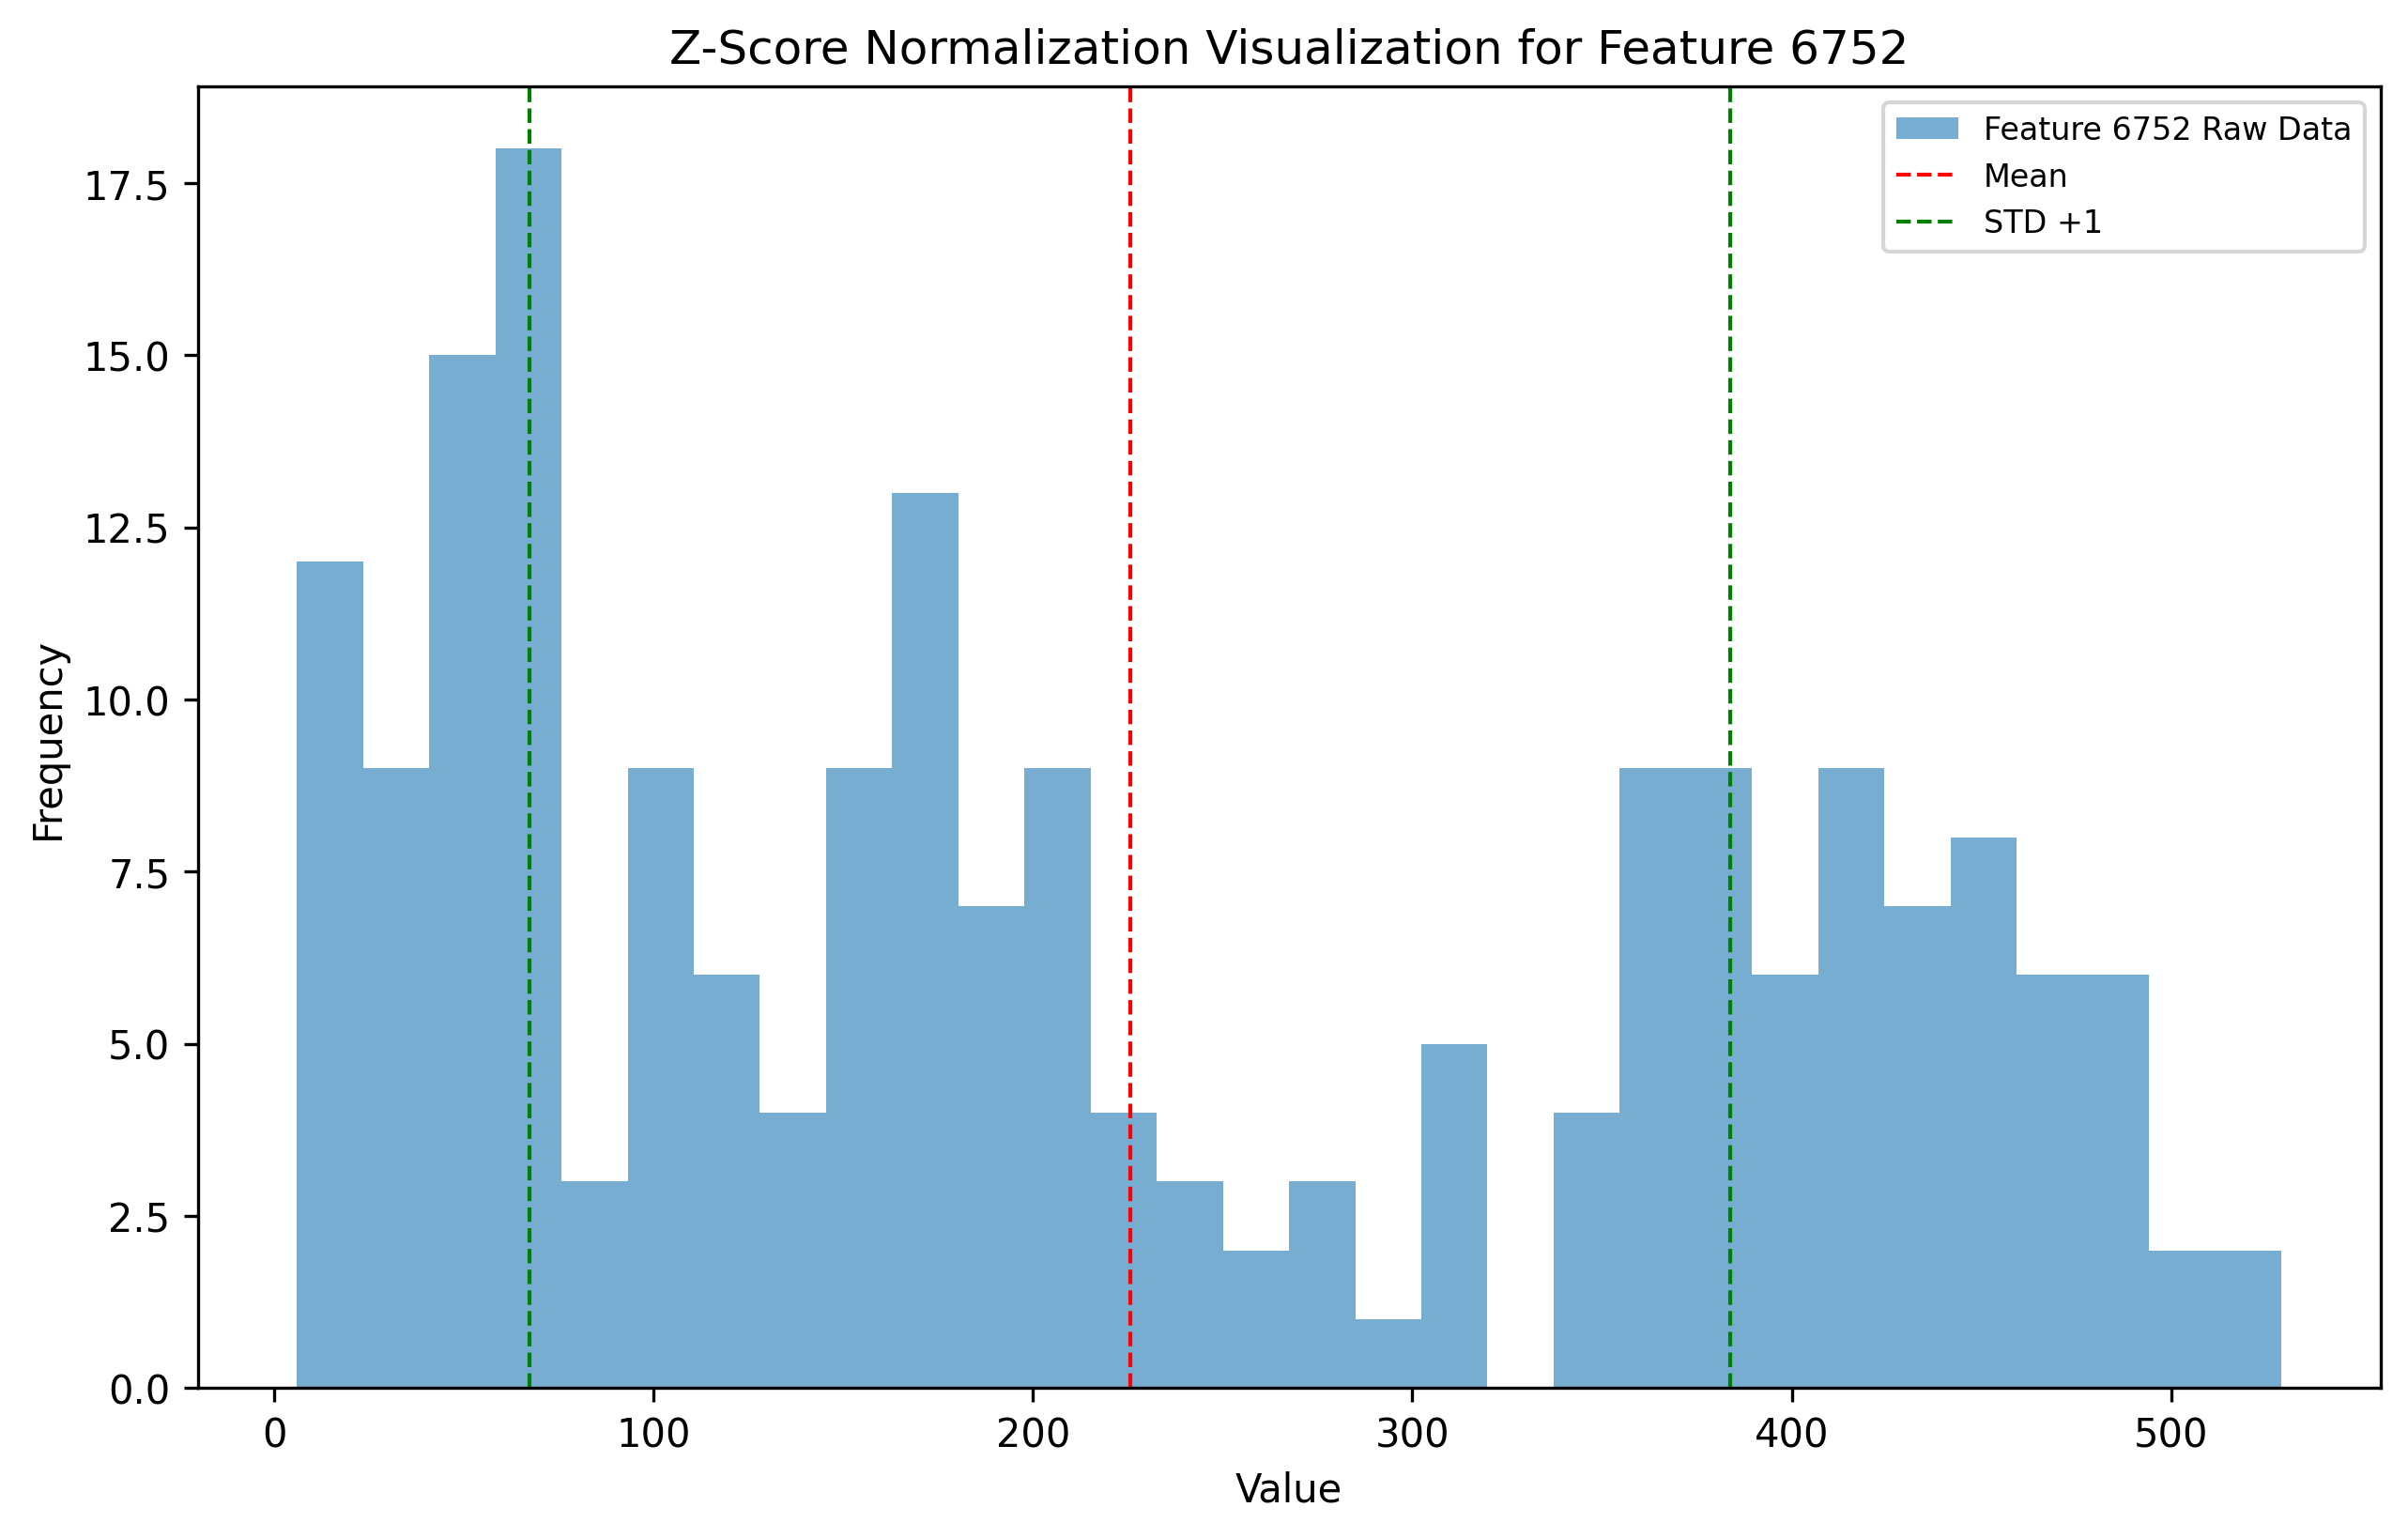 Z-Score Normalization Visualization for Feature 6752
Feature 6752 Raw Data
Mean
STD +1
17.5
15.0
12.5
10.0
7.5
5.0
2.5
0.0
Frequency
0 100 200 300 400 500
Value